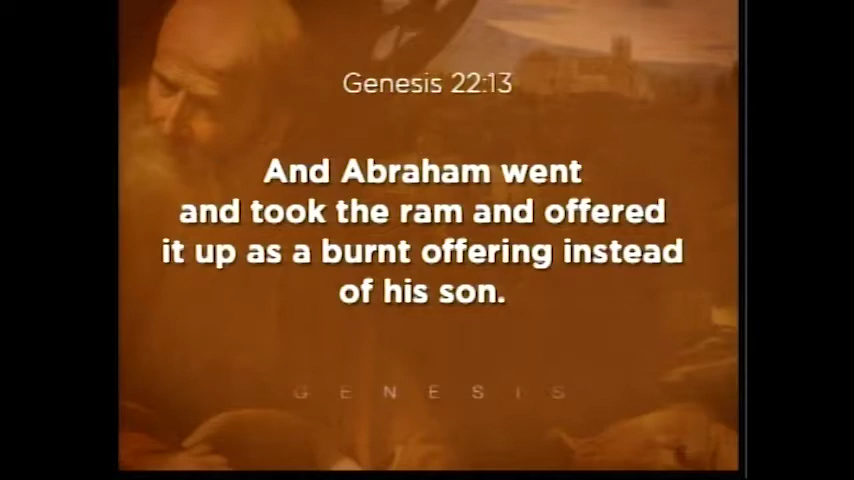 Genesis 22:13
And Abraham went
and took the ram and offered
it up as a burnt offering instead
of his son.
GENESIS